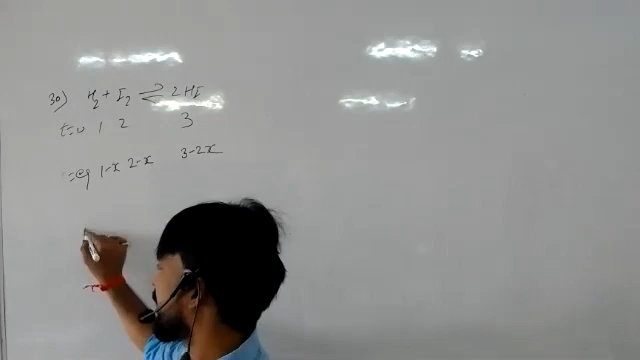 30) H2 + I2 ⇌ 2HI
t=0 1 2 3
t=eq 1-x 2-x 3-2x